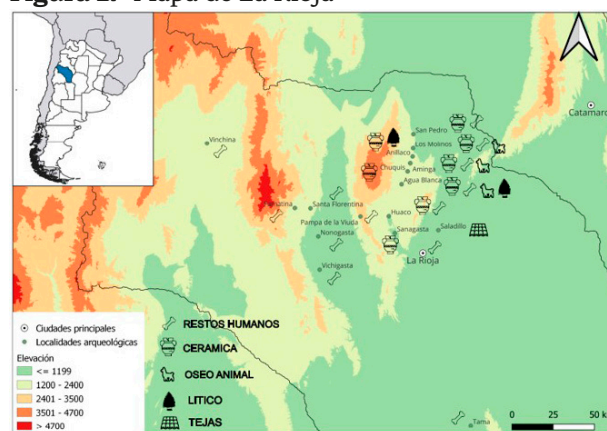 Figura 2. Mapa de La Rioja
Catamarc
San Pedro
Vinchina
Los Molinos
Anillaco
Chuquis
Aminga
Agua Blanca
Santa Florentina
Pampa de la Viuda
Huaco
Nonogasta
Sanagasta
Saladillo
La Rioja
Vichigasta
Ciudades principales
Localidades arqueológicas
Elevación
<= 1199
1200 - 2400
2401 - 3500
3501 - 4700
> 4700
RESTOS HUMANOS
CERAMICA
OSEO ANIMAL
LITICO
TEJAS
Tama
0 25 50 k